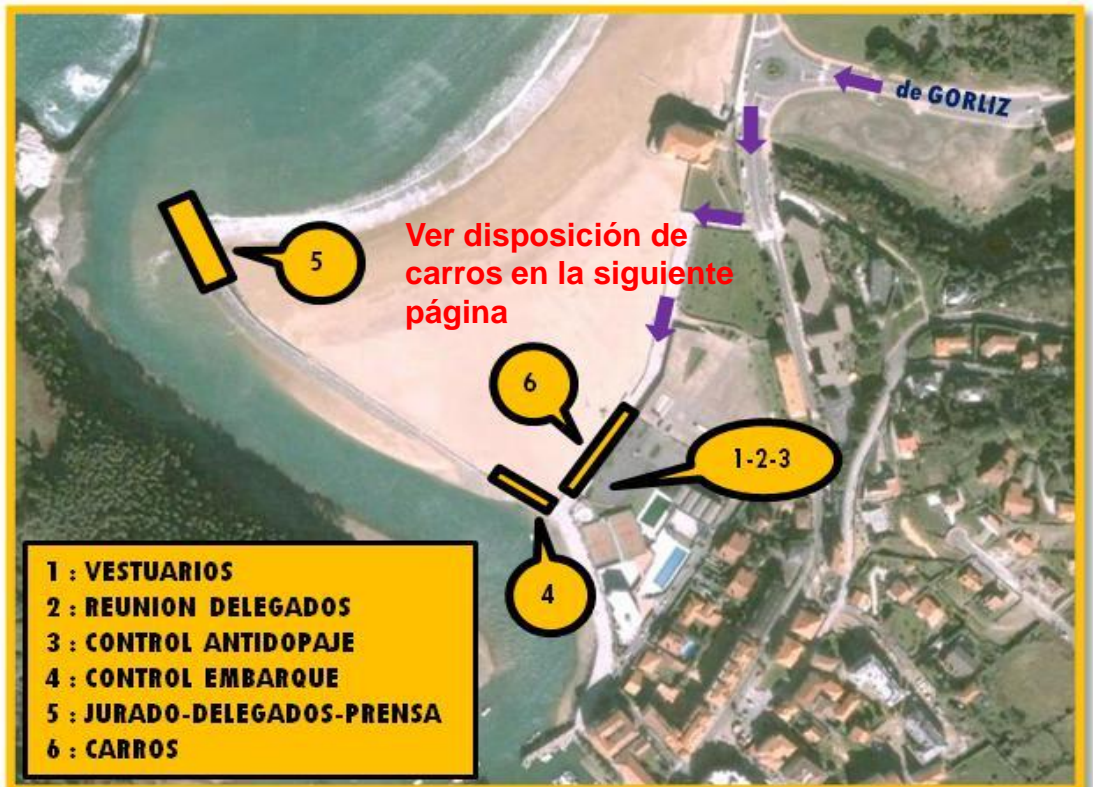 de GORLIZ
Ver disposición de
carros en la siguiente
página
5
6
1-2-3
4
1 : VESTUARIOS
2 : REUNION DELEGADOS
3 : CONTROL ANTIDOPAJE
4 : CONTROL EMBARQUE
5 : JURADO-DELEGADOS-PRENSA
6 : CARROS